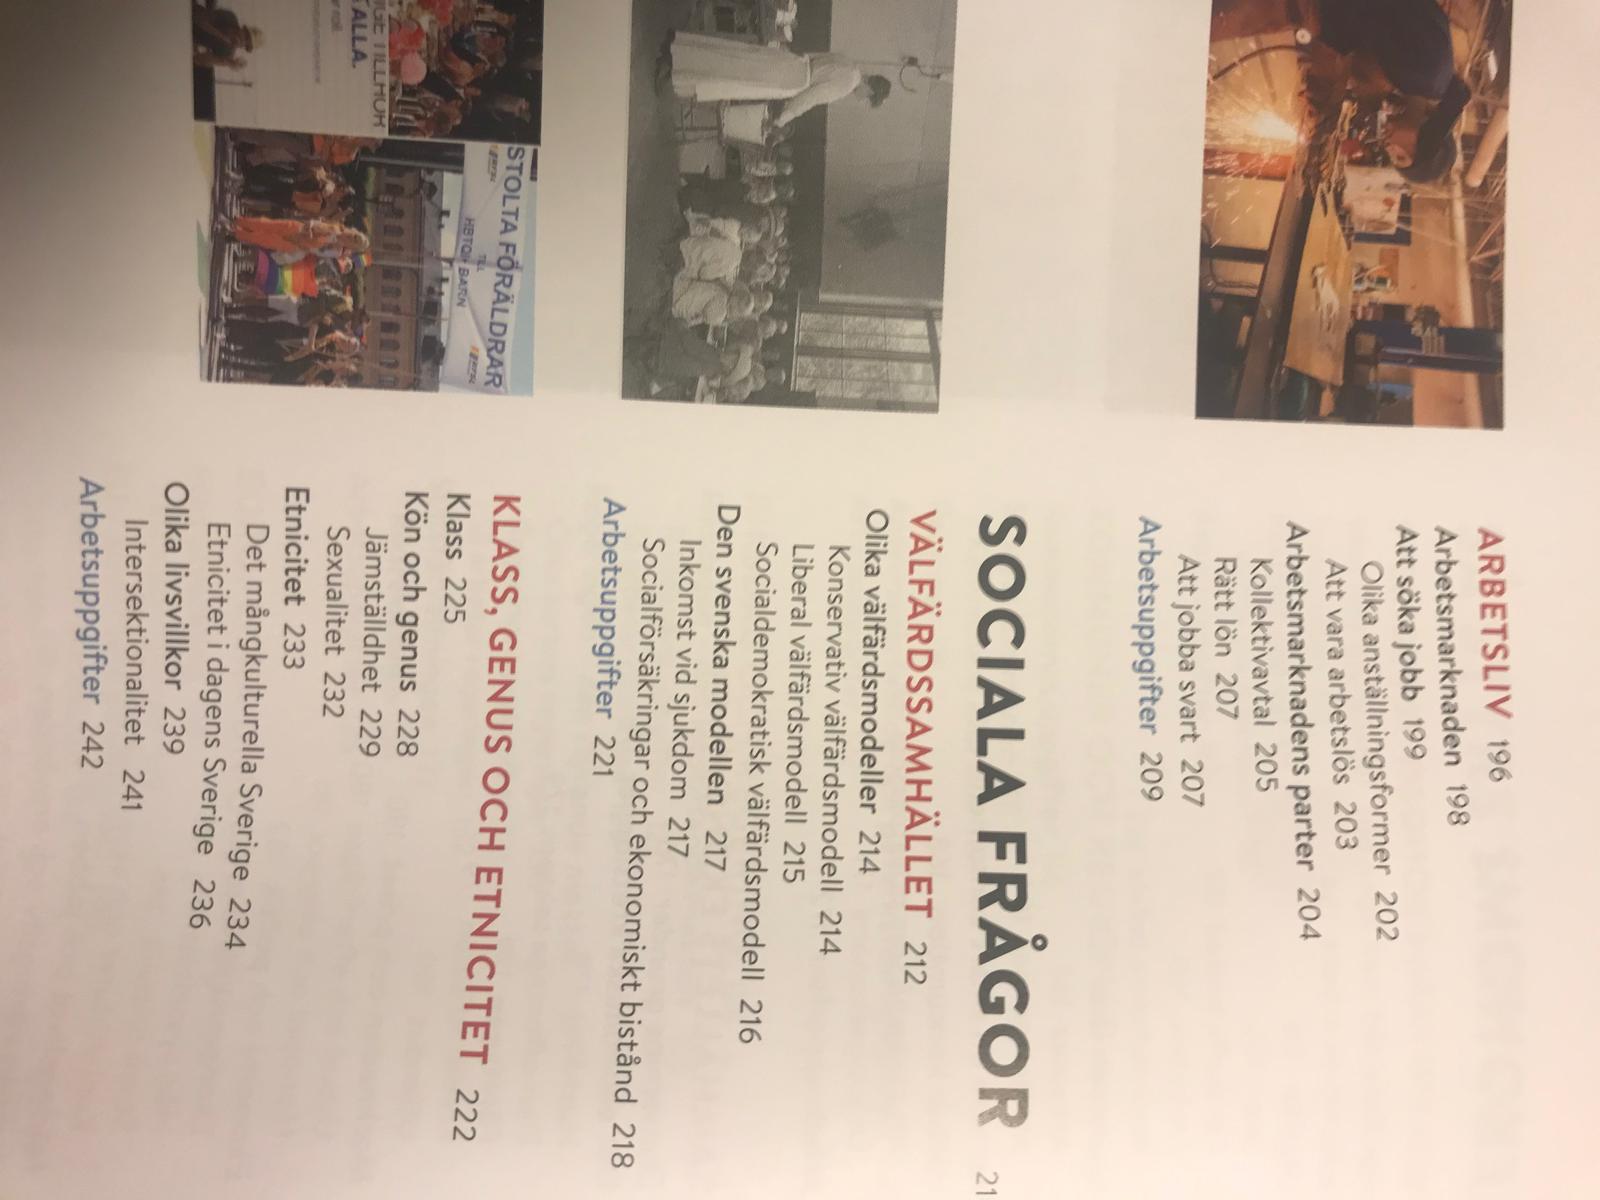 ARBETSLIV 196
Arbetsmarknaden 198
Att söka jobb 199
Olika anställningsformer 202
Att vara arbetslös 203
Arbetsmarknadens parter 204
Kollektivavtal 205
Rätt lön 207
Att jobba svart 207
Arbetsuppgifter 209
SOCIALA FRÅGOR 21
VÄLFÄRDSSAMHÄLLET 212
Olika välfärdsmodeller 214
Konservativ välfärdsmodell 214
Liberal välfärdsmodell 215
Socialdemokratisk välfärdsmodell 216
Den svenska modellen 217
Inkomst vid sjukdom 217
Socialförsäkringar och ekonomiskt bistånd 218
Arbetsuppgifter 221
STOLTA FÖRÄLDRAR
TILL
HBTQI+ BARN
TILLHÖR
ALLA.
roll.
KLASS, GENUS OCH ETNICITET 222
Klass 225
Kön och genus 228
Jämställdhet 229
Sexualitet 232
Etnicitet 233
Det mångkulturella Sverige 234
Etnicitet i dagens Sverige 236
Olika livsvillkor 239
Intersektionalitet 241
Arbetsuppgifter 242